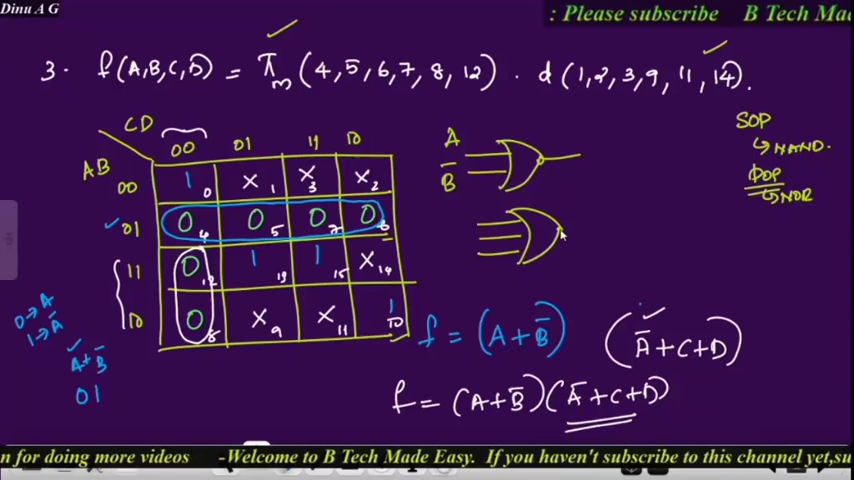 Dinu A G
: Please subscribe B Tech Made
3. f(A,B,C,D) = πm (4,5,6,7,8,12) . d(1,2,3,9,11,14).
SOP
↳ NAND.
POP
↳ NOR
CD
AB
00 01 11 10
00 1 0 X 1 X 3 X 2
01 0 4 0 5 0 7 0 6
11 0 12 1 13 1 15 X 14
10 0 8 X 9 X 11 1 10
A
B̅
0→A
1→A̅
A+B̅
01
f = (A+B̅) (A̅+C+D)
f = (A+B̅)(A̅+C+D)
n for doing more videos -Welcome to B Tech Made Easy. If you haven't subscribe to this channel yet,su